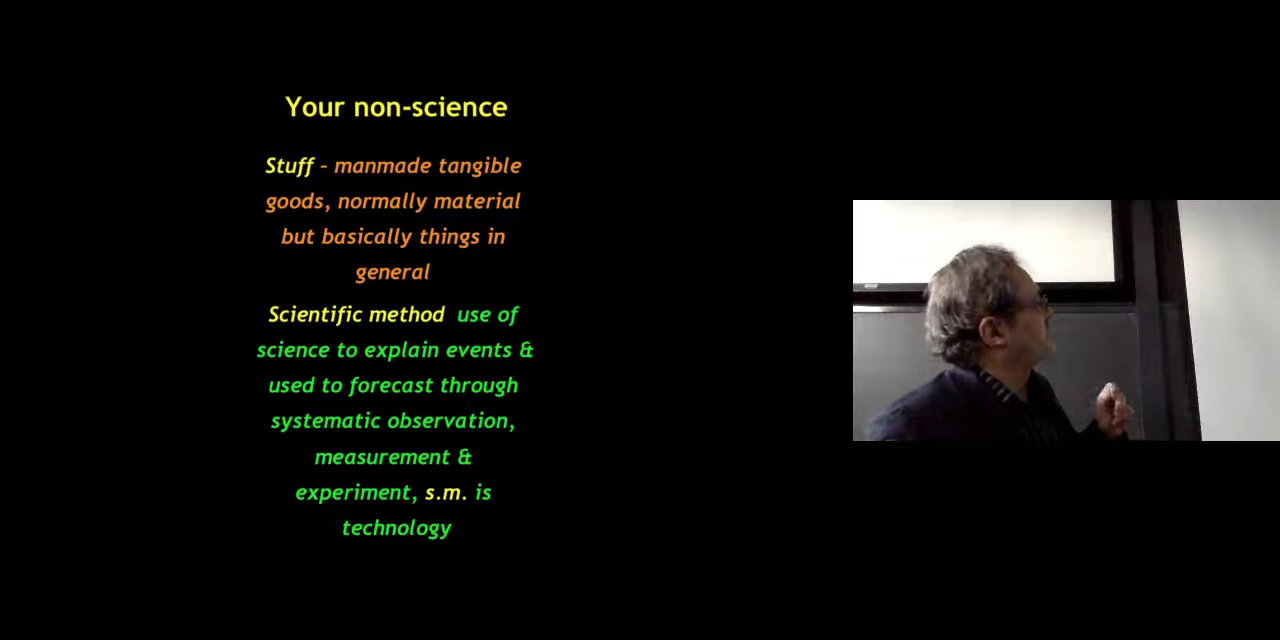 Your non-science
Stuff – manmade tangible
goods, normally material
but basically things in
general
Scientific method use of
science to explain events &
used to forecast through
systematic observation,
measurement &
experiment, s.m. is
technology